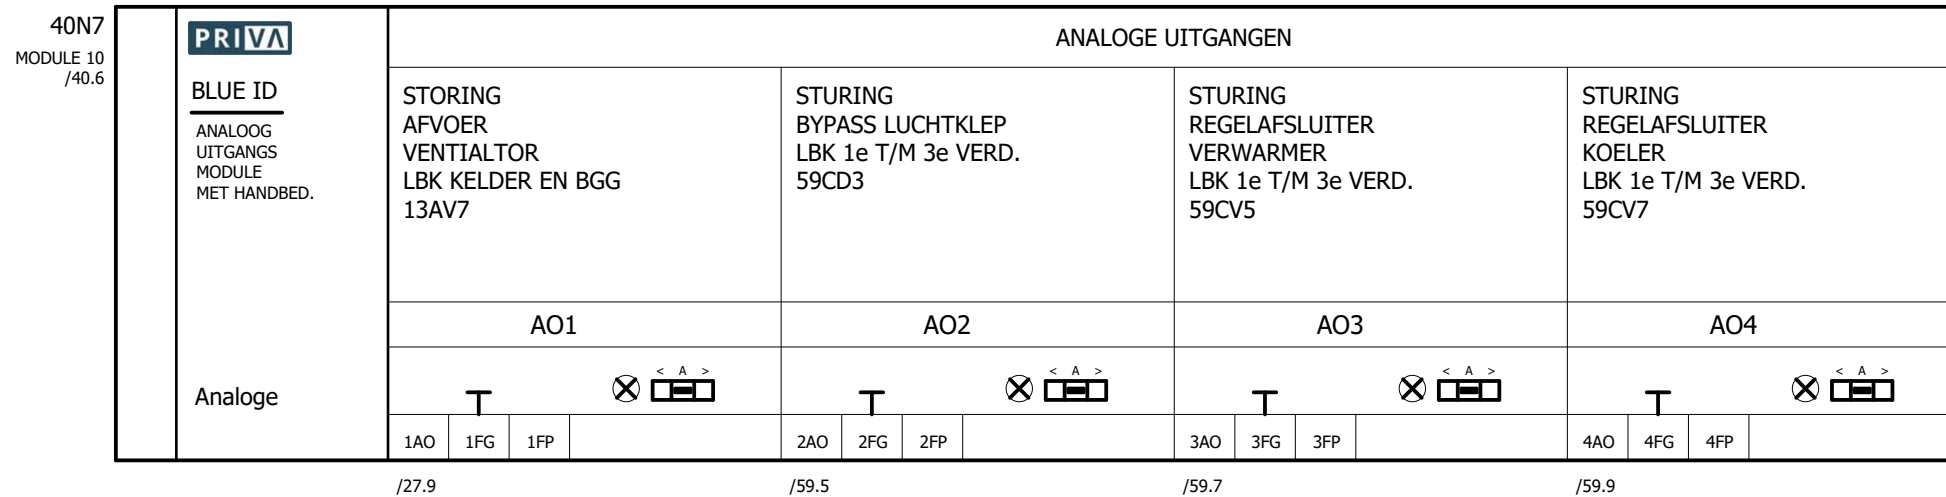 40N7
MODULE 10
/40.6
PRIVA
BLUE ID
ANALOOG
UITGANGS
MODULE
MET HANDBED.
Analoge
ANALOGE UITGANGEN
STORING
AFVOER
VENTIALTOR
LBK KELDER EN BGG
13AV7
STURING
BYPASS LUCHTKLEP
LBK 1e T/M 3e VERD.
59CD3
STURING
REGELAFSLUITER
VERWARMER
LBK 1e T/M 3e VERD.
59CV5
STURING
REGELAFSLUITER
KOELER
LBK 1e T/M 3e VERD.
59CV7
AO1 AO2 AO3 AO4
< A > < A > < A > < A >
1AO 1FG 1FP 2AO 2FG 2FP 3AO 3FG 3FP 4AO 4FG 4FP
/27.9 /59.5 /59.7 /59.9